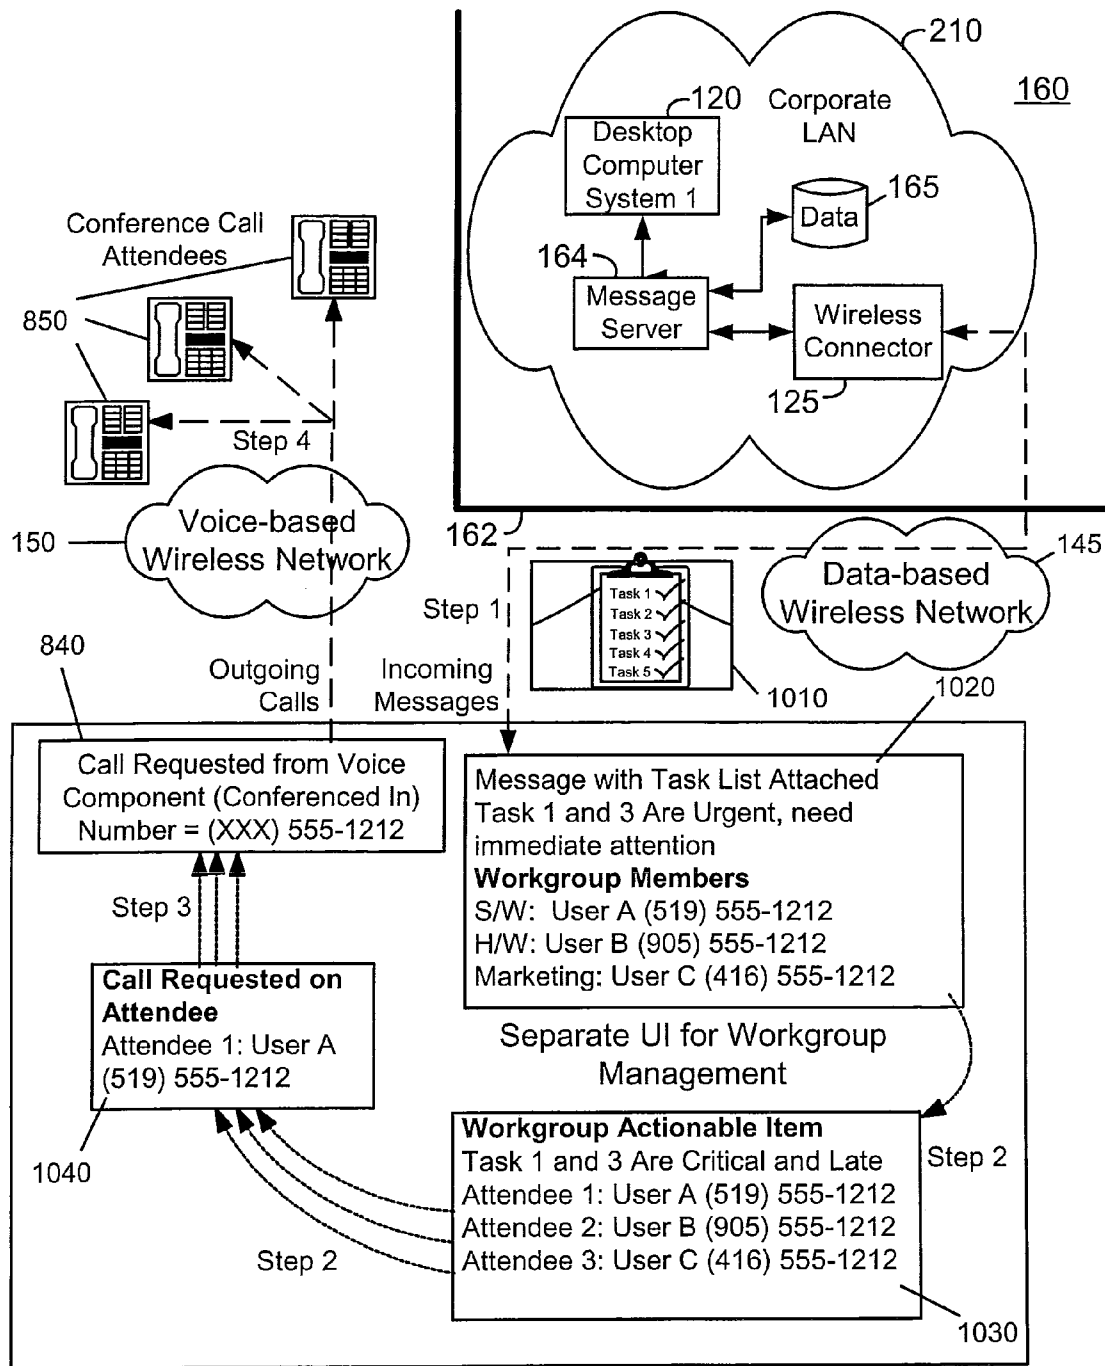 210
160
120
Corporate
LAN
Desktop
Computer
System 1
165
Data
164
Message
Server
Wireless
Connector
125
162
Conference Call
Attendees
850
Step 4
Voice-based
Wireless Network
150
145
Data-based
Wireless Network
Step 1
Task 1
Task 2
Task 3
Task 4
Task 5
1010
840
Outgoing
Calls
Incoming
Messages
1020
Call Requested from Voice
Component (Conferenced In)
Number = (XXX) 555-1212
Message with Task List Attached
Task 1 and 3 Are Urgent, need
immediate attention
Workgroup Members
S/W: User A (519) 555-1212
H/W: User B (905) 555-1212
Marketing: User C (416) 555-1212
Step 3
Call Requested on
Attendee
Attendee 1: User A
(519) 555-1212
1040
Separate UI for Workgroup
Management
Step 2
Workgroup Actionable Item
Task 1 and 3 Are Critical and Late
Attendee 1: User A (519) 555-1212
Attendee 2: User B (905) 555-1212
Attendee 3: User C (416) 555-1212
Step 2
1030